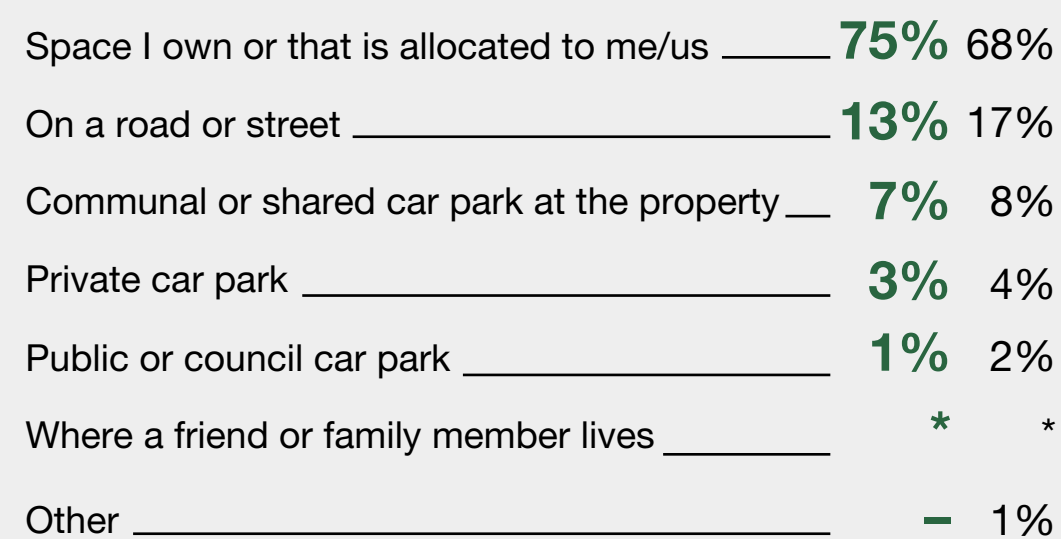 Space I own or that is allocated to me/us 75% 68%
On a road or street 13% 17%
Communal or shared car park at the property 7% 8%
Private car park 3% 4%
Public or council car park 1% 2%
Where a friend or family member lives * *
Other – 1%